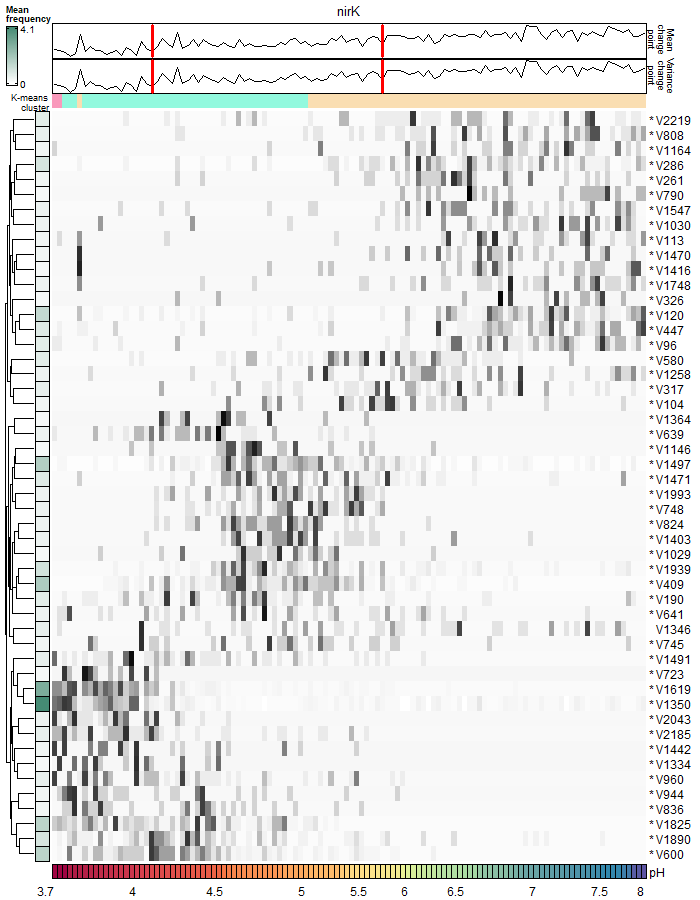 nirK
Mean
frequency
4.1
0
Mean
change
point
Variance
change
point
K-means
cluster
* V2219
* V808
* V1164
* V286
* V261
* V790
* V1547
* V1030
* V113
* V1470
* V1416
* V1748
* V326
* V120
* V447
* V96
* V580
* V1258
* V317
* V104
* V1364
* V639
* V1146
* V1497
* V1471
* V1993
* V748
* V824
* V1403
* V1029
* V1939
* V409
* V190
* V641
* V1346
* V745
* V1491
* V723
* V1619
* V1350
* V2043
* V2185
* V1442
* V1334
* V960
* V944
* V836
* V1825
* V1890
* V600
pH
3.7 4 4.5 5 5.5 6 6.5 7 7.5 8